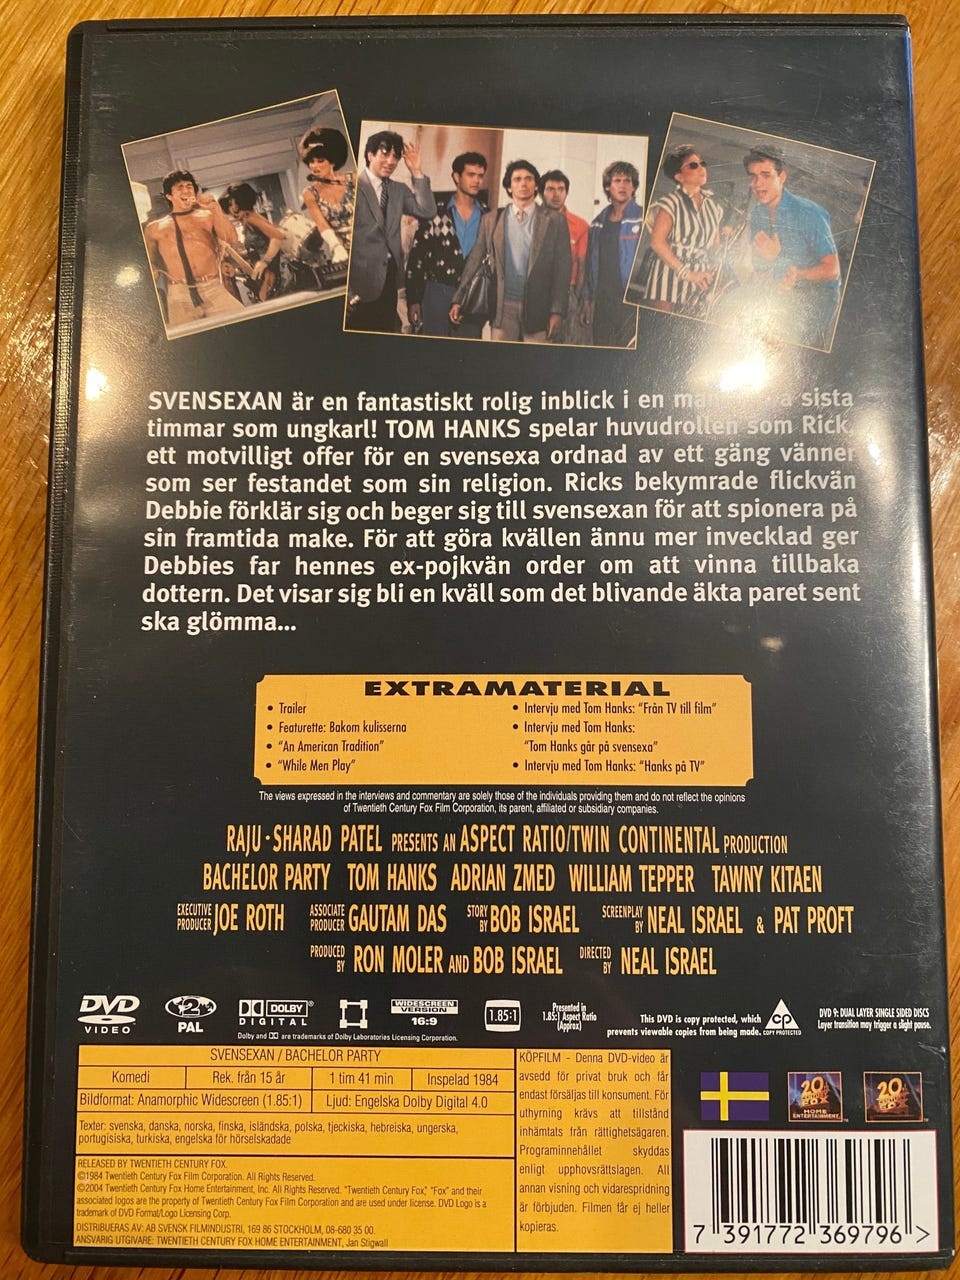 SVENSEXAN är en fantastiskt rolig inblick i en sista
timmar som ungkarl! TOM HANKS spelar huvudrollen som Rick,
ett motvilligt offer för en svensexa ordnad av ett gäng vänner
som ser festandet som sin religion. Ricks bekymrade flickvän
Debbie förklär sig och beger sig till svensexan för att spionera på
sin framtida make. För att göra kvällen ännu mer invecklad ger
Debbies far hennes ex-pojkvän order om att vinna tillbaka
dottern. Det visar sig bli en kväll som det blivande äkta paret sent
ska glömma...
EXTRAMATERIAL
• Trailer
• Featurette: Bakom kulisserna
• "An American Tradition"
• "While Men Play"
• Intervju med Tom Hanks: "Från TV till film"
• Intervju med Tom Hanks:
"Tom Hanks går på svensexa"
• Intervju med Tom Hanks: "Hanks på TV"
The views expressed in the interviews and commentary are solely those of the individuals providing them and do not reflect the opinions
of Twentieth Century Fox Film Corporation, its parent, affiliated or subsidiary companies.
RAJU · SHARAD PATEL PRESENTS AN ASPECT RATIO/TWIN CONTINENTAL PRODUCTION
BACHELOR PARTY TOM HANKS ADRIAN ZMED WILLIAM TEPPER TAWNY KITAEN
EXECUTIVE PRODUCER JOE ROTH ASSOCIATE PRODUCER GAUTAM DAS STORY BY BOB ISRAEL SCREENPLAY BY NEAL ISRAEL & PAT PROFT
PRODUCED BY RON MOLER AND BOB ISRAEL DIRECTED BY NEAL ISRAEL
DVD VIDEO
2 PAL
DOLBY DIGITAL
WIDESCREEN VERSION 16:9
1.85:1
Presented in
1.85:1 Aspect Ratio
(Approx)
Dolby and DD are trademarks of Dolby Laboratories Licensing Corporation.
This DVD is copy protected, which
prevents viewable copies from being made.
cp COPY PROTECTED
DVD 9: DUAL LAYER SINGLE SIDED DISCS
Layer transition may trigger a slight pause.
SVENSEXAN / BACHELOR PARTY
Komedi Rek. från 15 år 1 tim 41 min Inspelad 1984
Bildformat: Anamorphic Widescreen (1.85:1) Ljud: Engelska Dolby Digital 4.0
Texter: svenska, danska, norska, finska, isländska, polska, tjeckiska, hebreiska, ungerska,
portugisiska, turkiska, engelska för hörselskadade
RELEASED BY TWENTIETH CENTURY FOX.
©1984 Twentieth Century Fox Film Corporation. All Rights Reserved.
©2004 Twentieth Century Fox Home Entertainment, Inc. All Rights Reserved. "Twentieth Century Fox," "Fox" and their
associated logos are the property of Twentieth Century Fox Film Corporation and are used under license. DVD Logo is a
trademark of DVD Format/Logo Licensing Corp.
DISTRIBUERAS AV: AB SVENSK FILMINDUSTRI, 169 86 STOCKHOLM, 08-680 35 00.
ANSVARIG UTGIVARE: TWENTIETH CENTURY FOX HOME ENTERTAINMENT, Jan Stigwall
KÖPFILM - Denna DVD-video är
avsedd för privat bruk och får
endast försäljas till konsument. För
uthyrning krävs att tillstånd
inhämtats från rättighetsägaren.
Programinnehållet skyddas
enligt upphovsrättslagen. All
annan visning och vidarespridning
är förbjuden. Filmen får ej heller
kopieras.
20 CENTURY FOX HOME ENTERTAINMENT
20 CENTURY FOX
7 391772 369796 >